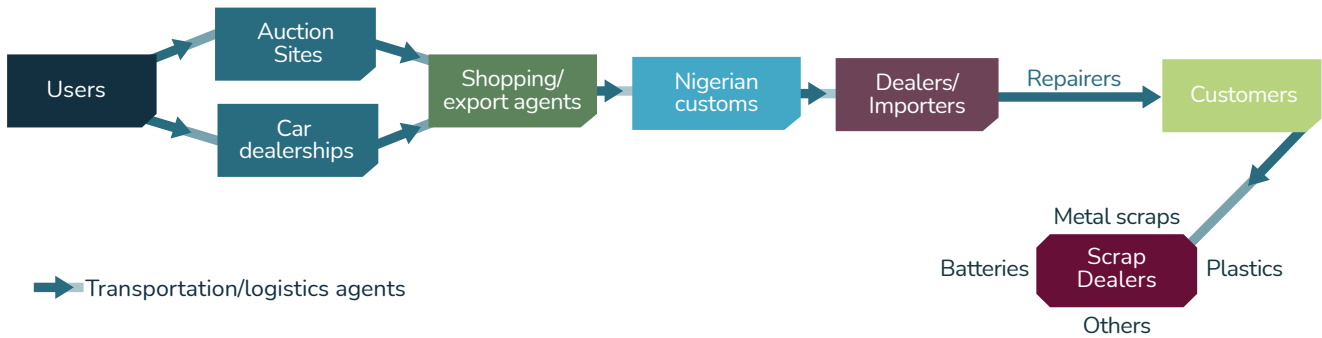 Users
Auction
Sites
Car
dealerships
Shopping/
export agents
Nigerian
customs
Dealers/
Importers
Repairers
Customers
Metal scraps
Batteries
Scrap
Dealers
Plastics
Others
Transportation/logistics agents